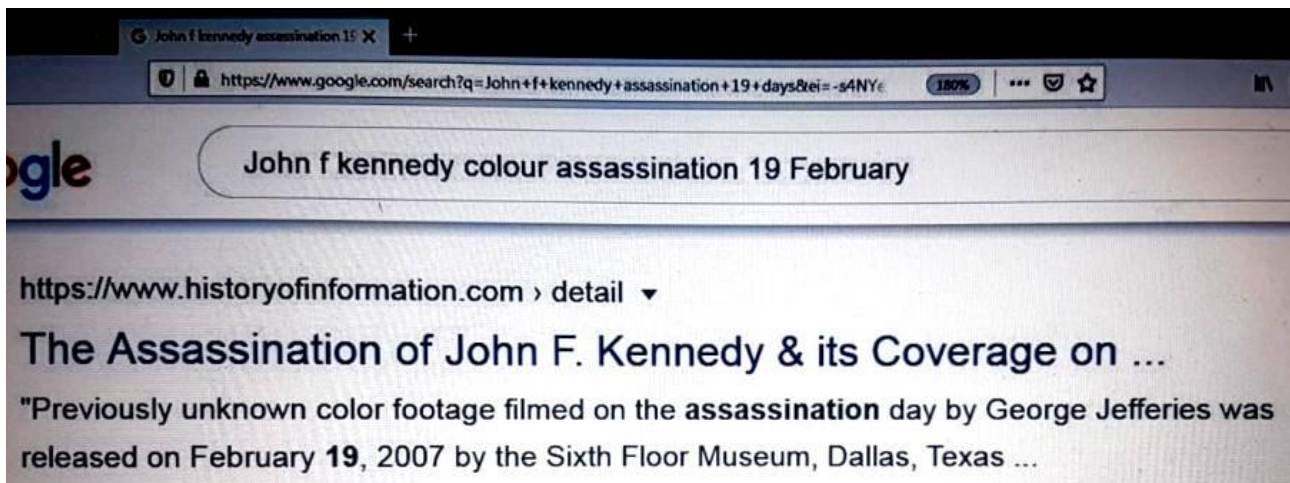 G John f kennedy assassination 19 X +
https://www.google.com/search?q=John+f+kennedy+assassination+19+days&ei=-s4NYe 180%
ogle John f kennedy colour assassination 19 February
https://www.historyofinformation.com › detail
The Assassination of John F. Kennedy & its Coverage on ...
"Previously unknown color footage filmed on the assassination day by George Jefferies was
released on February 19, 2007 by the Sixth Floor Museum, Dallas, Texas ...